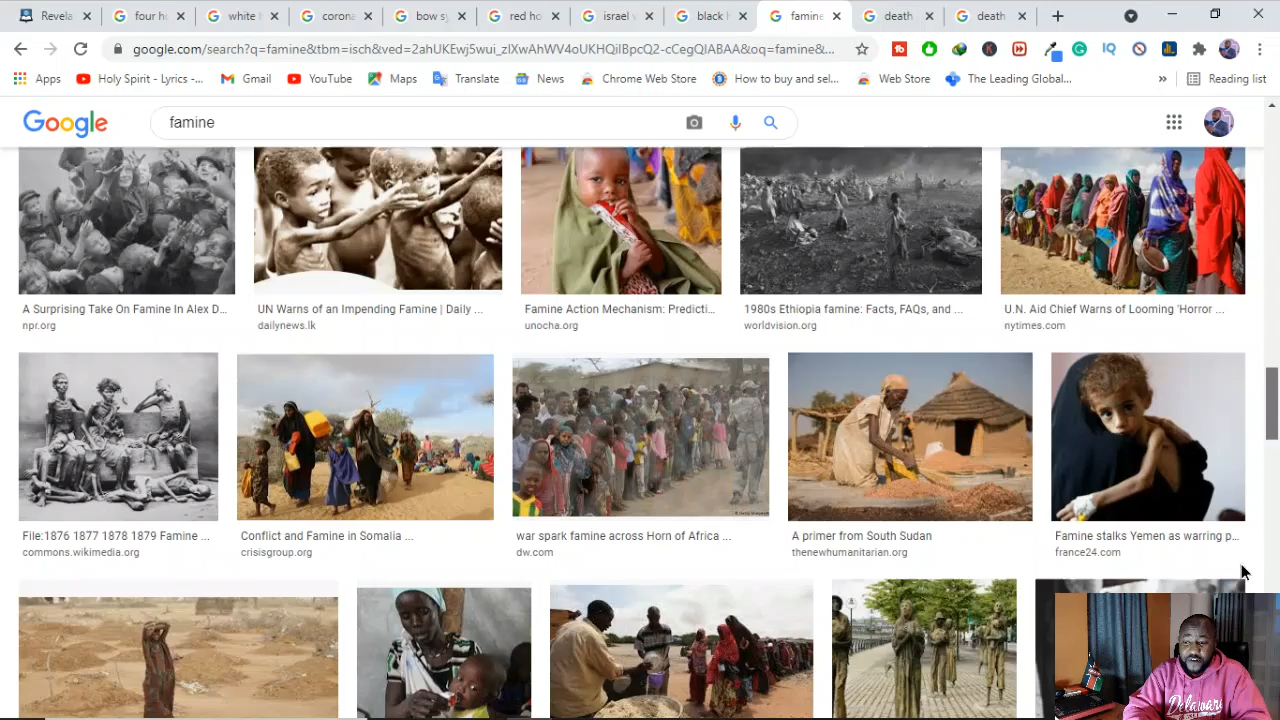 Revela
four h
white
corona
bow sy
red ho
israel v
black h
famine
death
death
google.com/search?q=famine&tbm=isch&ved=2ahUKEwj5wui_zlXwAhWV4oUKHQilBpcQ2-cCegQIABAA&oq=famine&...
Apps
Holy Spirit - Lyrics -...
Gmail
YouTube
Maps
Translate
News
Chrome Web Store
How to buy and sel...
Web Store
The Leading Global...
»
Reading list
Google
famine
A Surprising Take On Famine In Alex D...
npr.org
UN Warns of an Impending Famine | Daily ...
dailynews.lk
Famine Action Mechanism: Predicti...
unocha.org
1980s Ethiopia famine: Facts, FAQs, and ...
worldvision.org
U.N. Aid Chief Warns of Looming 'Horror ...
nytimes.com
File:1876 1877 1878 1879 Famine ...
commons.wikimedia.org
Conflict and Famine in Somalia ...
crisisgroup.org
war spark famine across Horn of Africa ...
dw.com
A primer from South Sudan
thenewhumanitarian.org
Famine stalks Yemen as warring p...
france24.com
Delaware